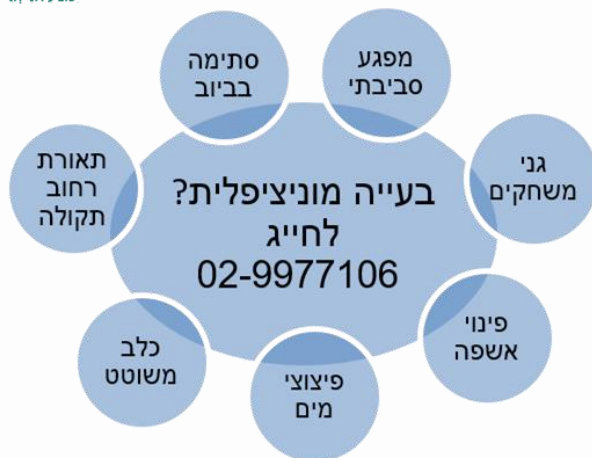 מפגע
סביבתי
גני
משחקים
פינוי
אשפה
פיצוצי
מים
כלב
משוטט
תאורת
רחוב
תקולה
סתימה
בביוב
בעייה מוניציפלית?
לחייג
02-9977106